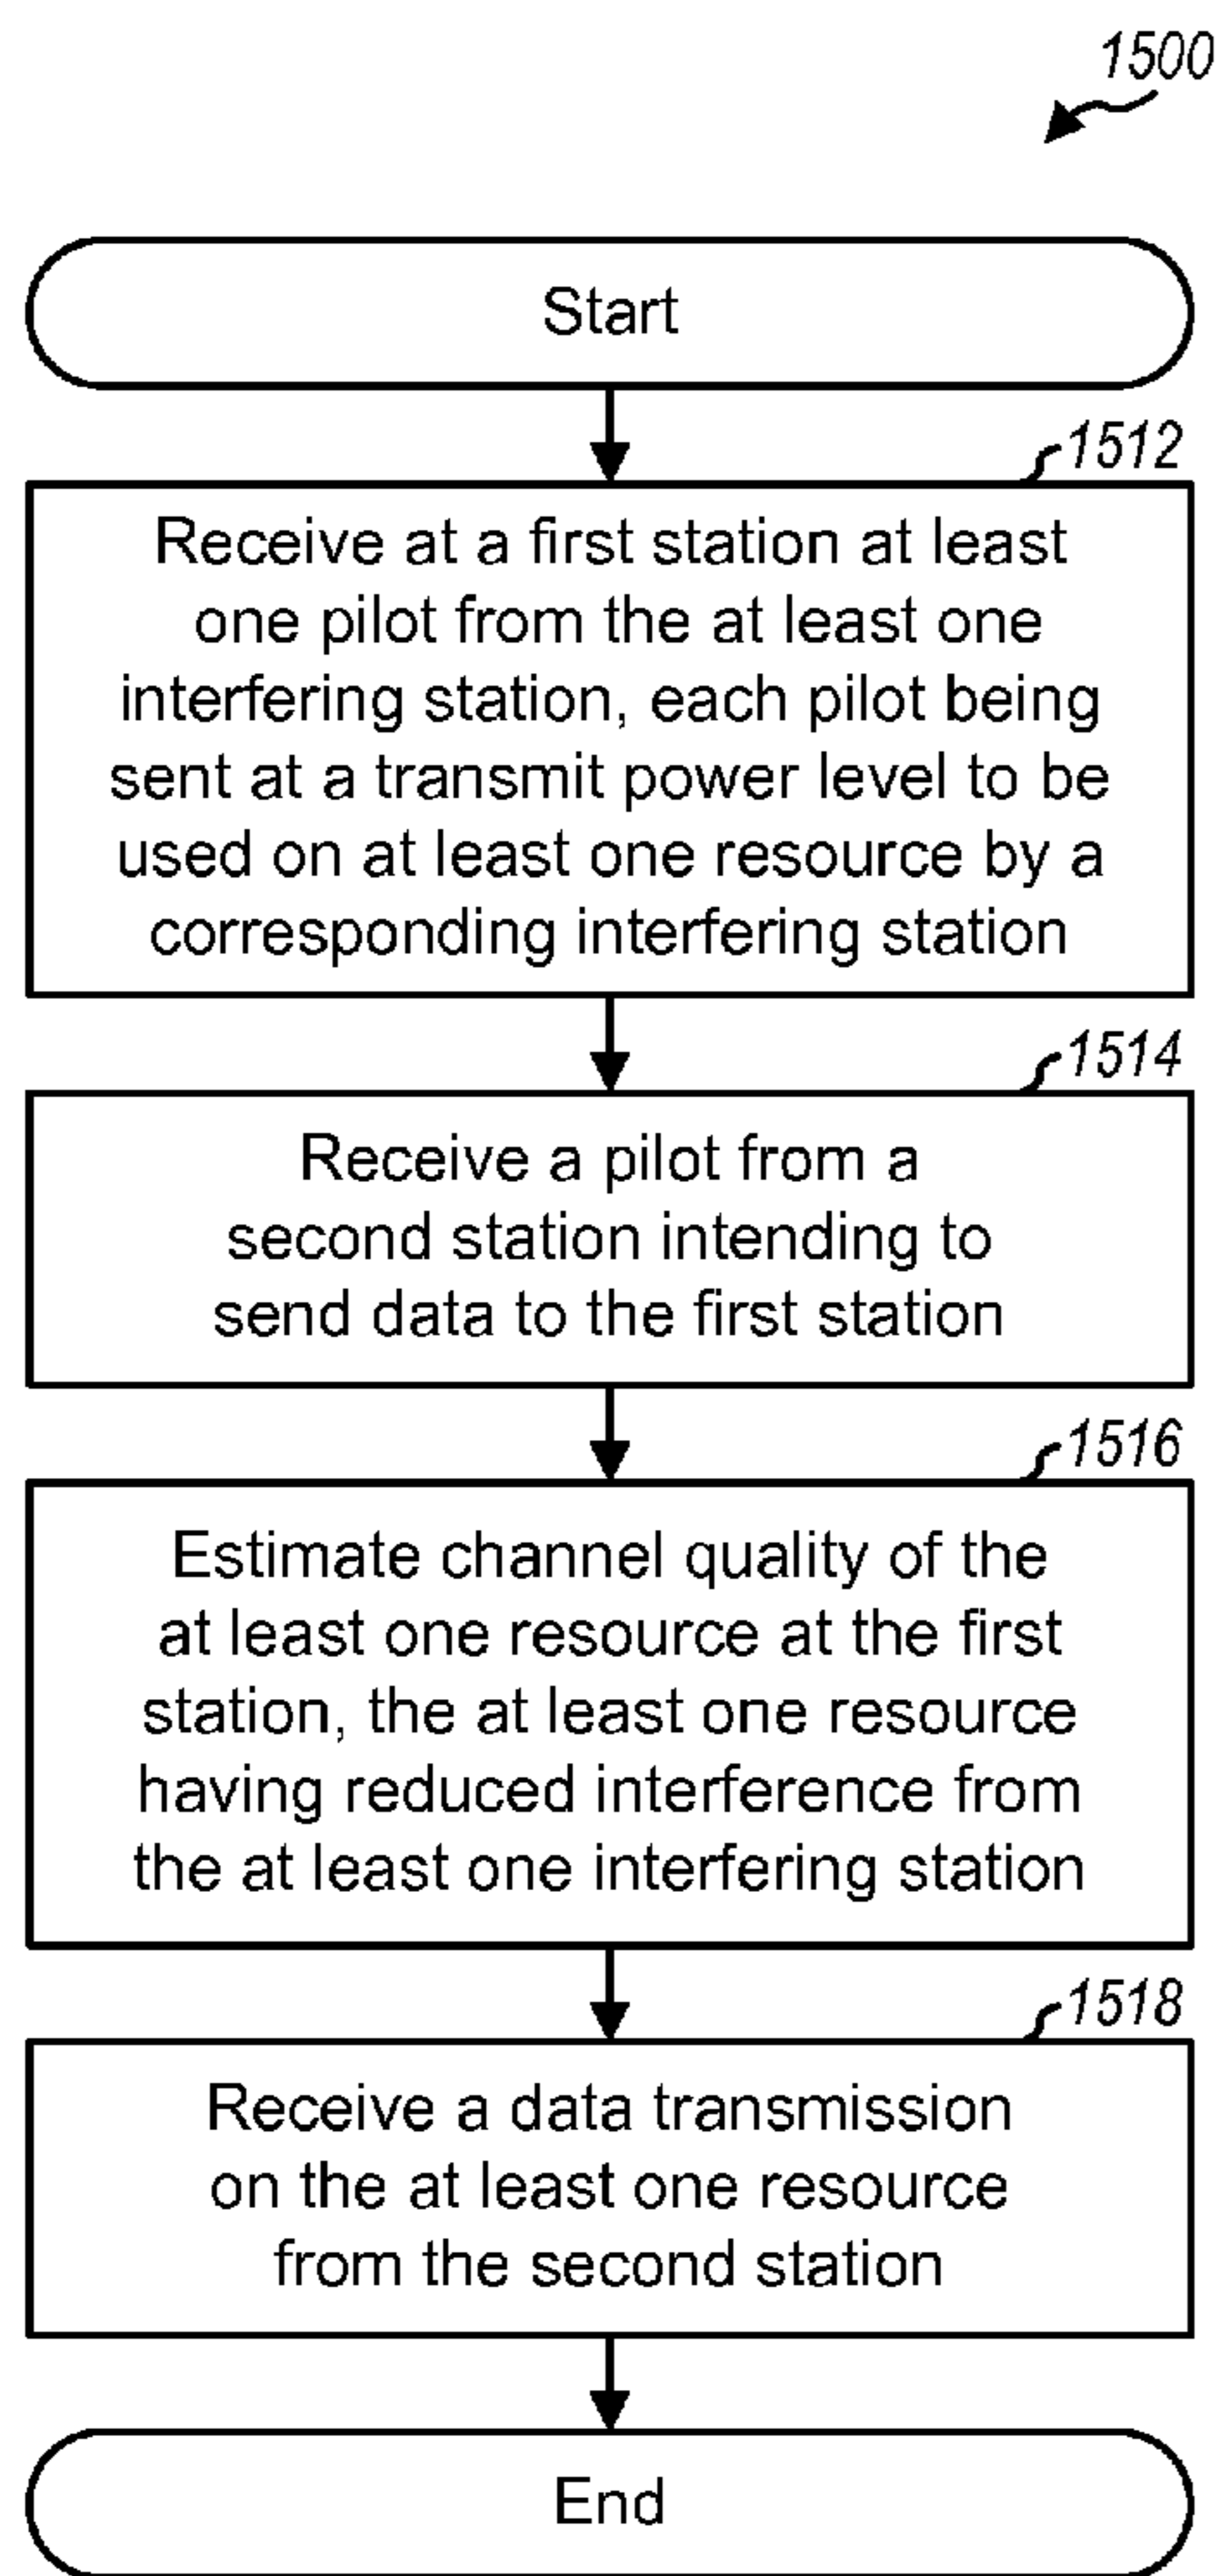 1500
Start
1512
Receive at a first station at least
one pilot from the at least one
interfering station, each pilot being
sent at a transmit power level to be
used on at least one resource by a
corresponding interfering station
1514
Receive a pilot from a
second station intending to
send data to the first station
1516
Estimate channel quality of the
at least one resource at the first
station, the at least one resource
having reduced interference from
the at least one interfering station
1518
Receive a data transmission
on the at least one resource
from the second station
End